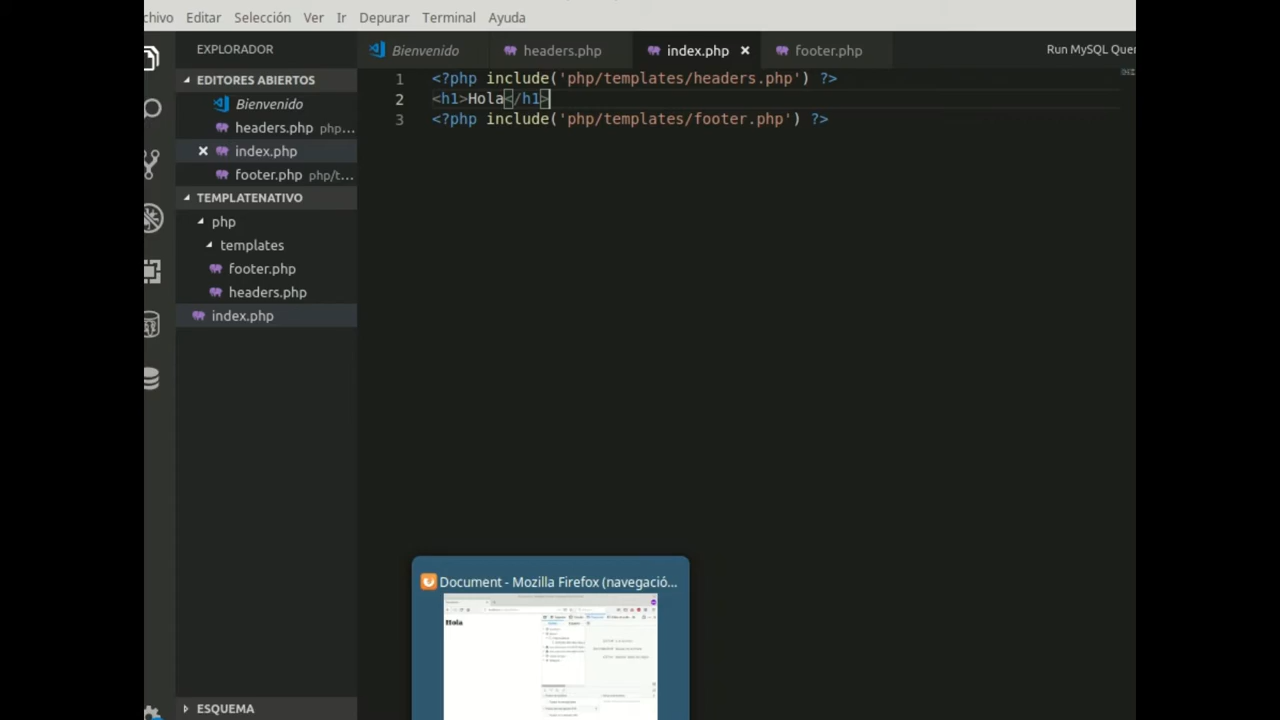 chivo Editar Selección Ver Ir Depurar Terminal Ayuda
EXPLORADOR
Bienvenido headers.php index.php footer.php Run MySQL Quer
EDITORES ABIERTOS
Bienvenido
headers.php php...
index.php
footer.php php/t...
TEMPLATENATIVO
php
templates
footer.php
headers.php
index.php
ESQUEMA
1 <?php include('php/templates/headers.php') ?>
2 <h1>Hola</h1>
3 <?php include('php/templates/footer.php') ?>
Document - Mozilla Firefox (navegació...
Hola